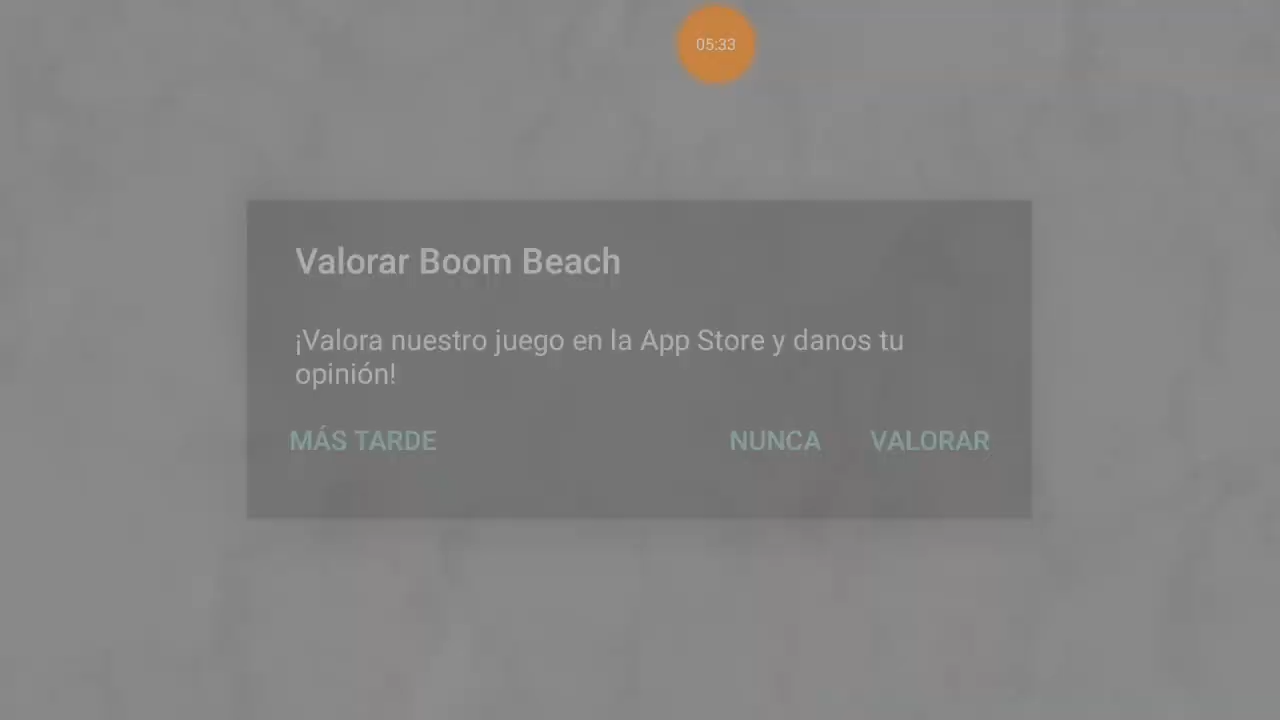 05:33
Valorar Boom Beach
¡Valora nuestro juego en la App Store y danos tu
opinión!
MÁS TARDE NUNCA VALORAR